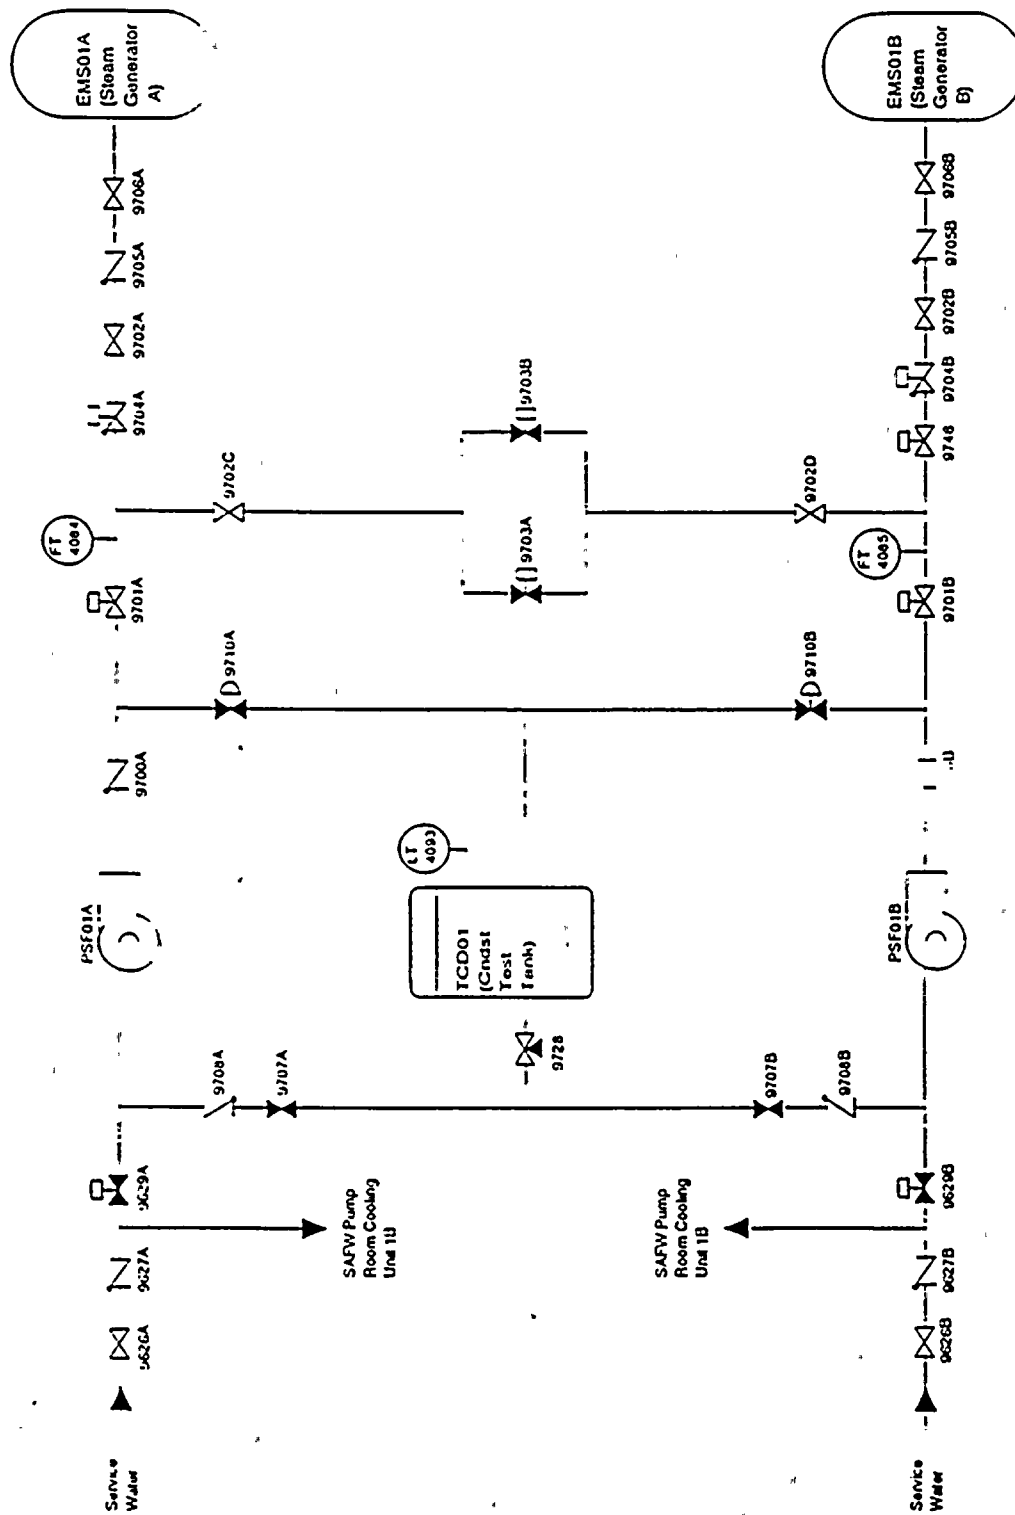 EMS01A
(Steam
Generator
A)
9706A
9705A
9702A
9704A
9702C
FT
4084
9701A
9710A
9700A
PSF01A
9708A
9707A
9629A
SAFW Pump
Room Cooling
9627A
9626A
Service
Water
9703B
9703A
LT
4093
TCD01
(Cndst
Test
Tank)
9728
EMS01B
(Steam
Generator
B)
9706B
9705B
9702B
9704B
9746
9702D
FT
4085
9701B
9710B
PSF01B
9707B
9708B
9629B
SAFW Pump
Room Cooling
Unit 1B
9627B
9626B
Service
Water